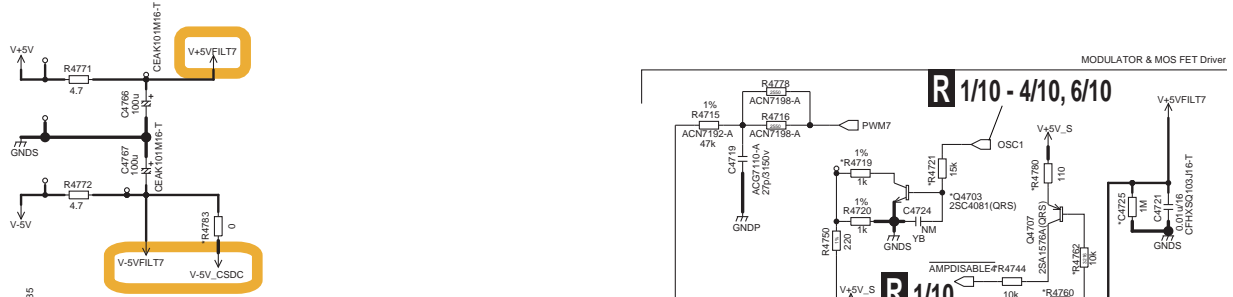 CEAK101M16-T
V+5V
V+5VFILT7
R4771
4.7
C4766
100u
+
GNDS
C4767
100u
+
CEAK101M16-T
R4772
4.7
V-5V
*R4783
0
V-5VFILT7
V-5V_CSDC
MODULATOR & MOS FET Driver
R 1/10 - 4/10, 6/10
R4778
2550
ACN7198-A
1%
R4715
ACN7192-A
47k
R4716
2550
ACN7198-A
PWM7
C4719
ACG7110-A
27p/3150v
GNDP
OSC1
*R4721
15k
1%
*R4719
1k
*Q4703
2SC4081(QRS)
1%
R4720
1k
C4724
NM
YB
GNDS
R4750
220
V+5V_S
*R4780
110
Q4707
2SA1576A(QRS)
*R4762
10k
V+5VFILT7
*C4725
1M
C4721
0.01u/16
CFHXSQ103J16-T
GNDS
AMPDISABLE4
*R4744
10k
V+5V_S
R 1/10
*R4760